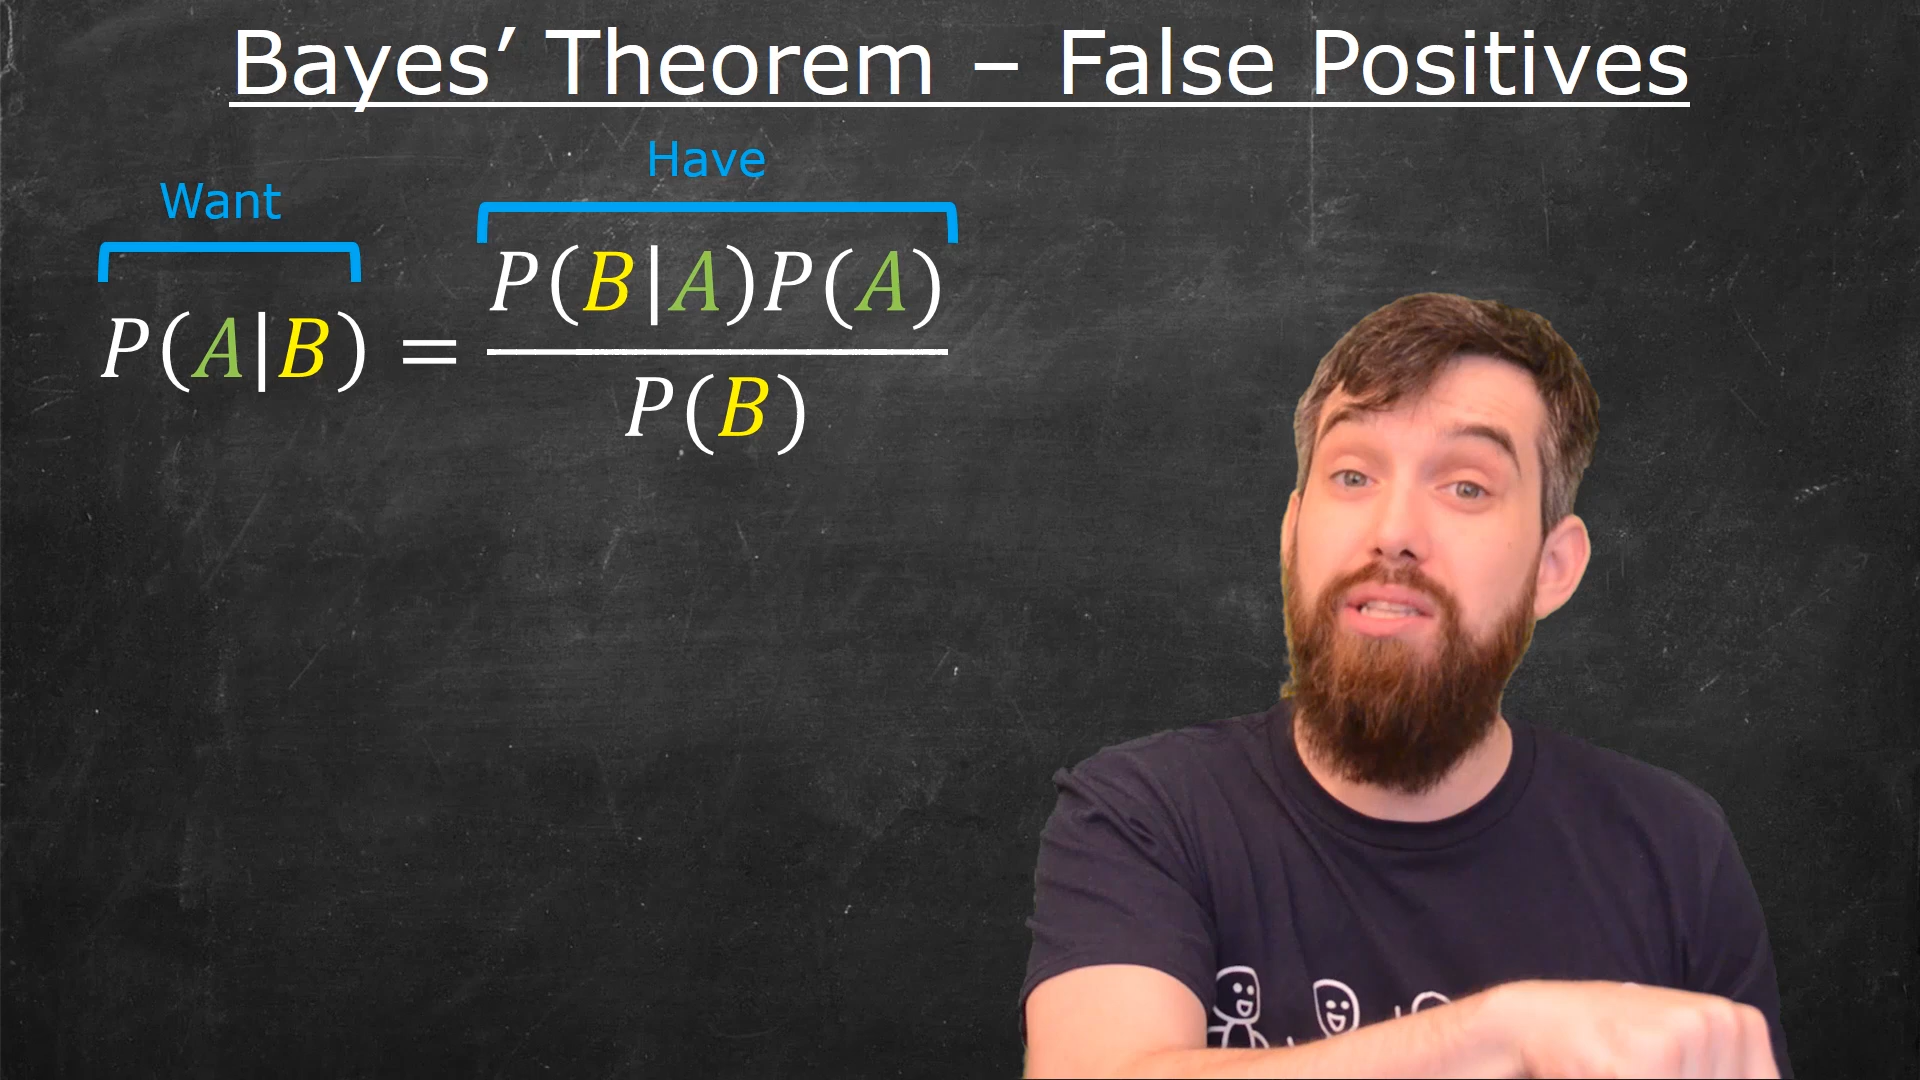 Bayes’ Theorem – False Positives
Have
Want
P(B|A)P(A)
P(A|B) =
P(B)